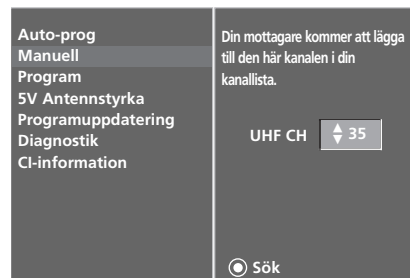 Auto-prog
Manuell
Program
5V Antennstyrka
Programuppdatering
Diagnostik
CI-information
Din mottagare kommer att lägga
till den här kanalen i din
kanallista.
UHF CH 35
Sök